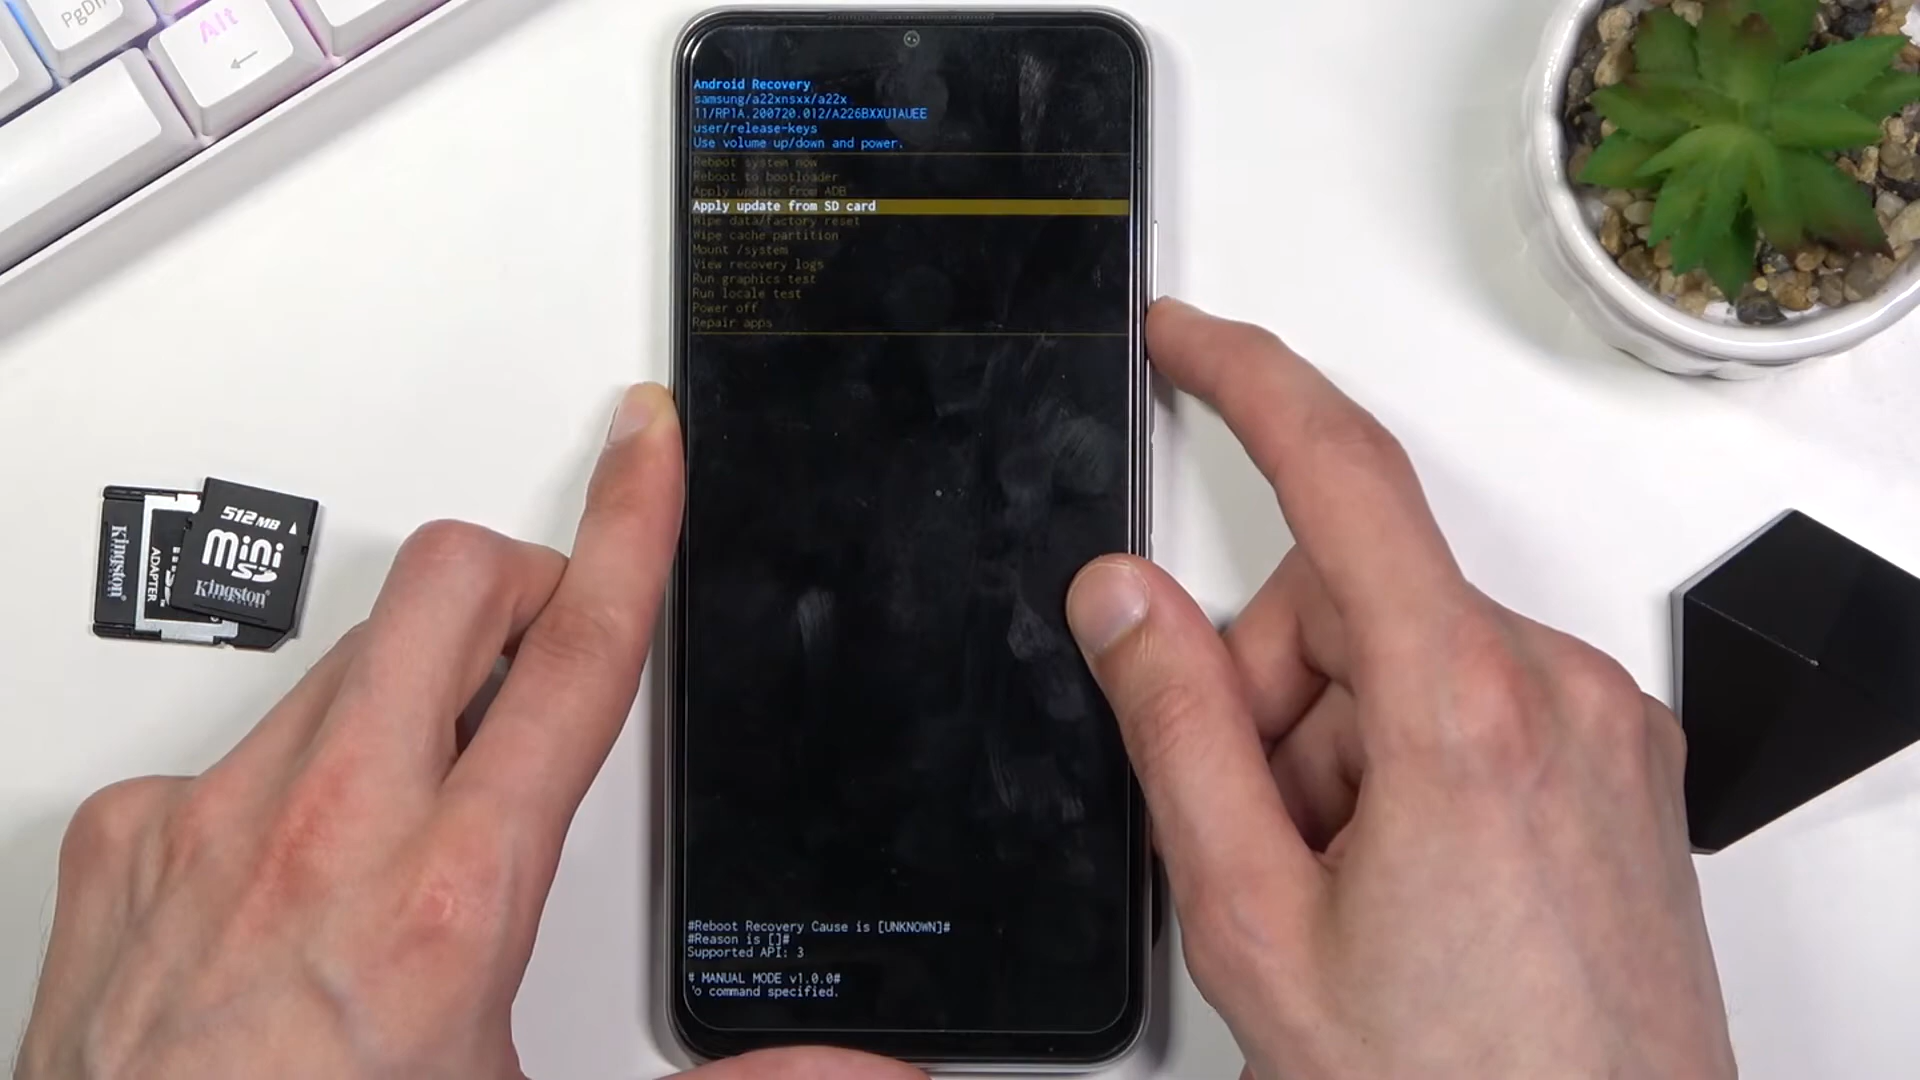 PgDn
Alt
Android Recovery
samsung/a22xnsxx/a22x
11/RP1A.200720.012/A226BXXU1AUEE
user/release-keys
Use volume up/down and power.
Reboot system now
Reboot to bootloader
Apply update from ADB
Apply update from SD card
Wipe data/factory reset
Wipe cache partition
Mount /system
View recovery logs
Run graphics test
Run locale test
Power off
Repair apps
512 MB
Mini
SD
Kingston
Kingston
ADAPTER
#Reboot Recovery Cause is [UNKNOWN]#
#Reason is []#
Supported API: 3
# MANUAL MODE v1.0.0#
o command specified.